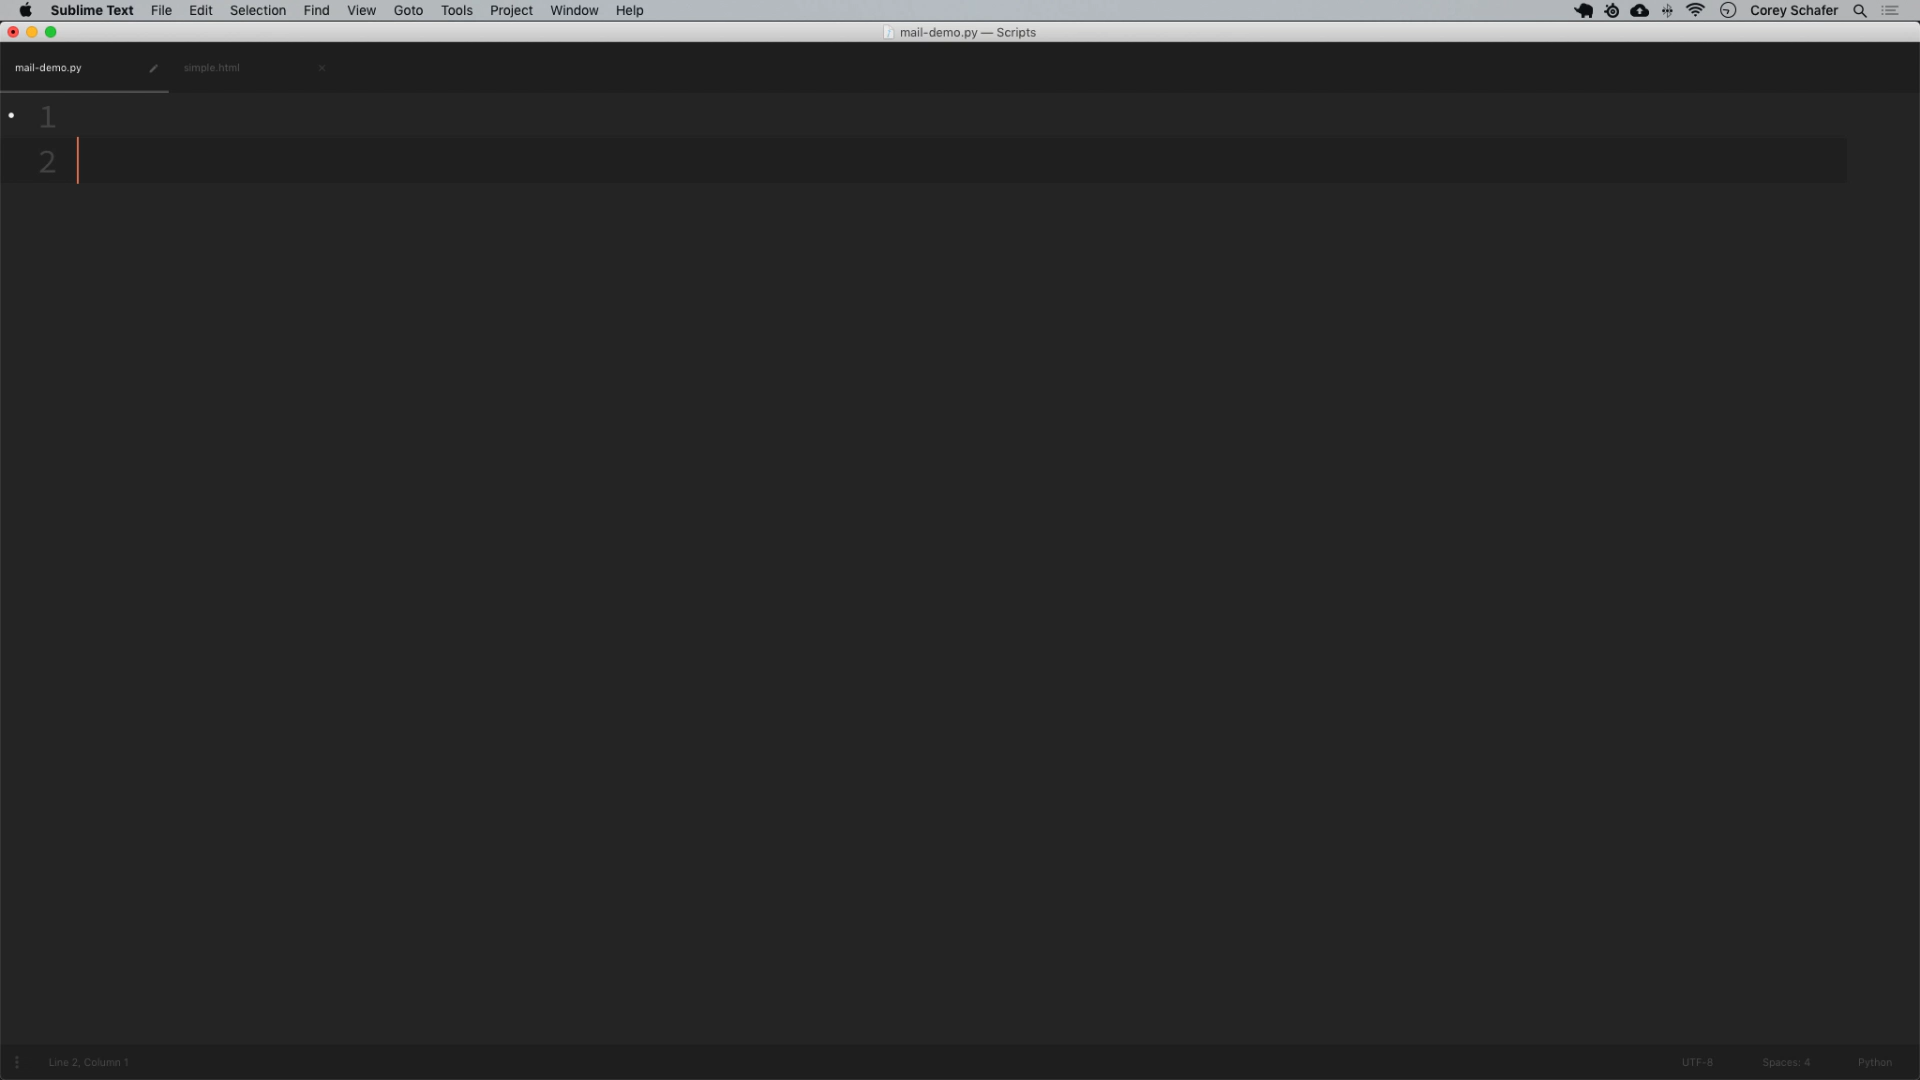 Sublime Text File Edit Selection Find View Goto Tools Project Window Help Corey Schafer
mail-demo.py — Scripts
mail-demo.py simple.html
1
2
Line 2, Column 1 UTF-8 Spaces: 4 Python